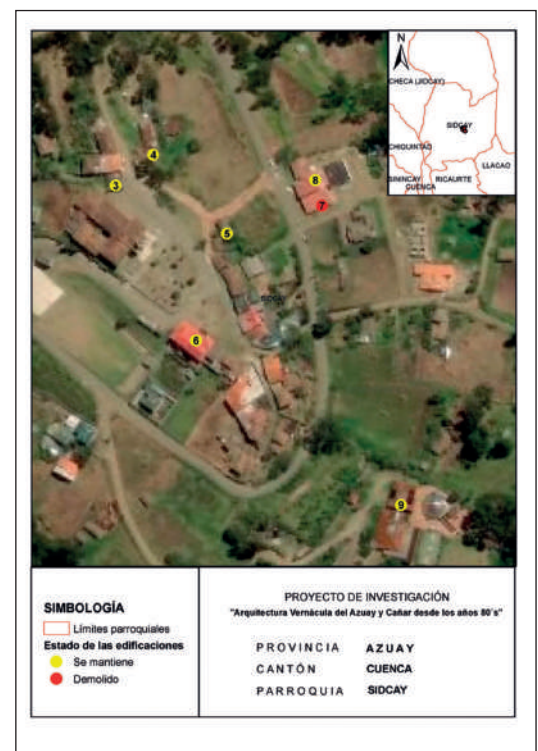 N
CHECA (JIDCAY)
SIDCAY
CHIQUINTAD
LLACAO
SININCAY
RICAURTE
CUENCA
4
3
8
7
5
SIDCAY
6
9
SIMBOLOGÍA
Límites parroquiales
Estado de las edificaciones
Se mantiene
Demolido
PROYECTO DE INVESTIGACIÓN
"Arquitectura Vernácula del Azuay y Cañar desde los años 80´s"
PROVINCIA AZUAY
CANTÓN CUENCA
PARROQUIA SIDCAY